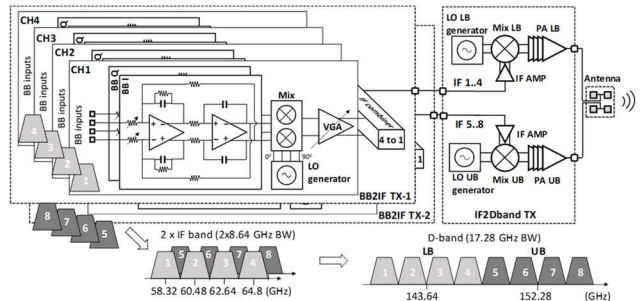 CH4
CH3
CH2
CH1
BB inputs
BB inputs
BB inputs
BB inputs
Q
Q
Q
BB Q
BB I
Mix
VGA
0°
90°
LO
generator
IF combiner
4 to 1
1
BB2IF TX-1
BB2IF TX-2
4
3
2
1
8
7
6
5
LO LB
generator
Mix LB
PA LB
IF AMP
IF 1..4
IF 5..8
IF AMP
LO UB
generator
Mix UB
PA UB
IF2Dband TX
Antenna
2 x IF band (2x8.64 GHz BW)
1 5 2 6 3 7 4 8
58.32 60.48 62.64 64.8 (GHz)
D-band (17.28 GHz BW)
LB UB
1 2 3 4 5 6 7 8
143.64 152.28 (GHz)